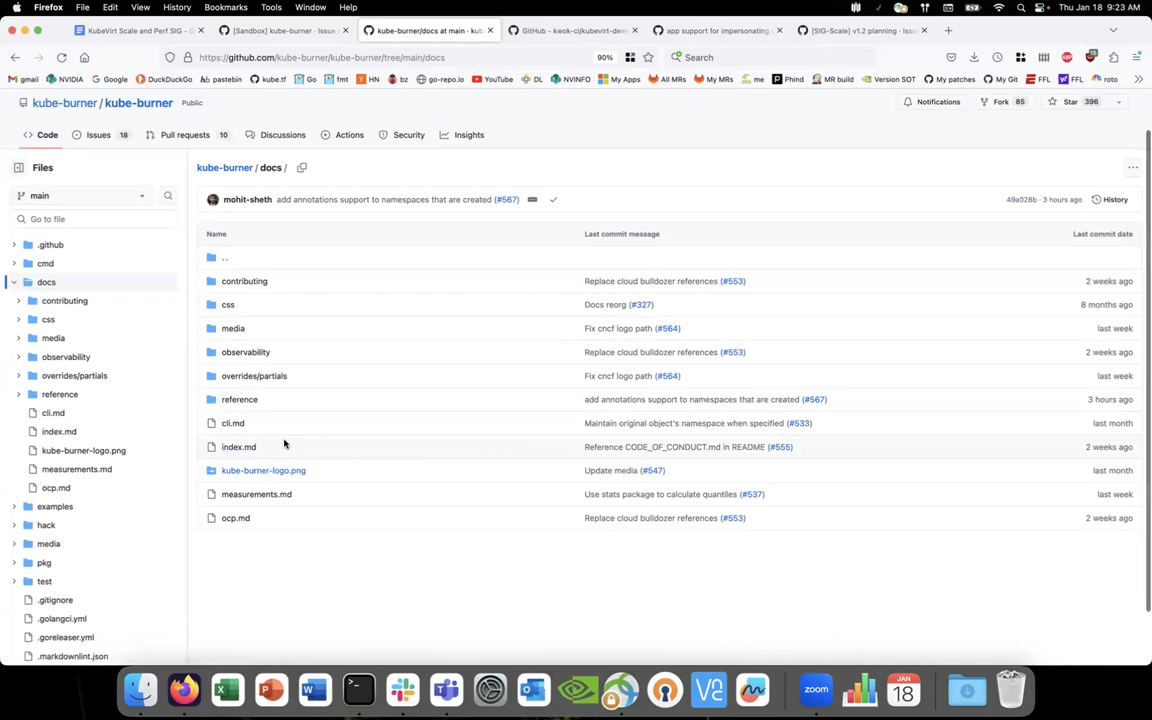 Firefox File Edit View History Bookmarks Tools Window Help Thu Jan 18 9:23 AM
KubeVirt Scale and Perf SIG - G
[Sandbox] kube-burner · Issue
kube-burner/docs at main · kub
GitHub - kwok-ci/kubevirt-dem
app support for impersonating
[SIG-Scale] v1.2 planning · Issue
https://github.com/kube-burner/kube-burner/tree/main/docs 90% Search
gmail NVIDIA Google DuckDuckGo pastebin kube.tf Go fmt HN bz go-repo.io YouTube DL NVINFO My Apps All MRs My MRs me Phind MR build Version SOT My patches My Git FFL FFL roto
kube-burner / kube-burner Public Notifications Fork 85 Star 396
Code Issues 18 Pull requests 10 Discussions Actions Security Insights
Files
main
Go to file
.github
cmd
docs
contributing
css
media
observability
overrides/partials
reference
cli.md
index.md
kube-burner-logo.png
measurements.md
ocp.md
examples
hack
media
pkg
test
.gitignore
.golangci.yml
.goreleaser.yml
.markdownlint.json
kube-burner / docs /
mohit-sheth add annotations support to namespaces that are created (#567) 49a028b · 3 hours ago History
Name Last commit message Last commit date
..
contributing Replace cloud bulldozer references (#553) 2 weeks ago
css Docs reorg (#327) 8 months ago
media Fix cncf logo path (#564) last week
observability Replace cloud bulldozer references (#553) 2 weeks ago
overrides/partials Fix cncf logo path (#564) last week
reference add annotations support to namespaces that are created (#567) 3 hours ago
cli.md Maintain original object's namespace when specified (#533) last month
index.md Reference CODE_OF_CONDUCT.md in README (#555) 2 weeks ago
kube-burner-logo.png Update media (#547) last month
measurements.md Use stats package to calculate quantiles (#537) last week
ocp.md Replace cloud bulldozer references (#553) 2 weeks ago
zoom
JAN
18